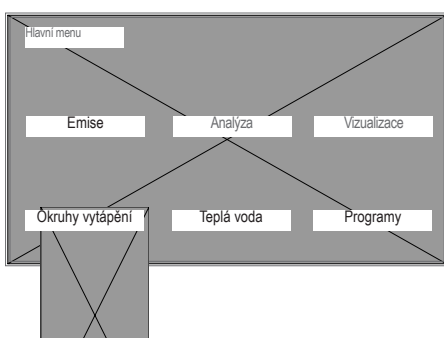 Hlavní menu
Emise Analýza Vizualizace
Okruhy vytápění Teplá voda Programy